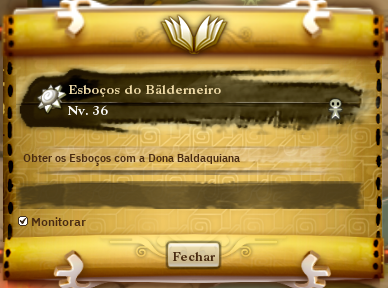 Esboços do Bälderneiro
Nv. 36
Obter os Esboços com a Dona Baldaquiana
Monitorar
Fechar